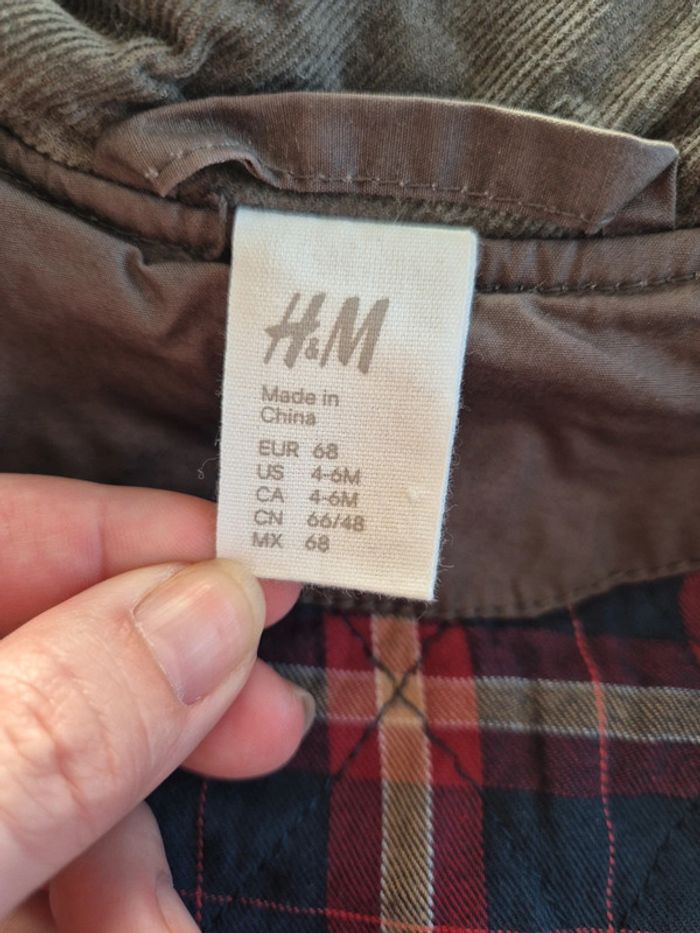 H&M
Made in
China
EUR 68
US 4-6M
CA 4-6M
CN 66/48
MX 68